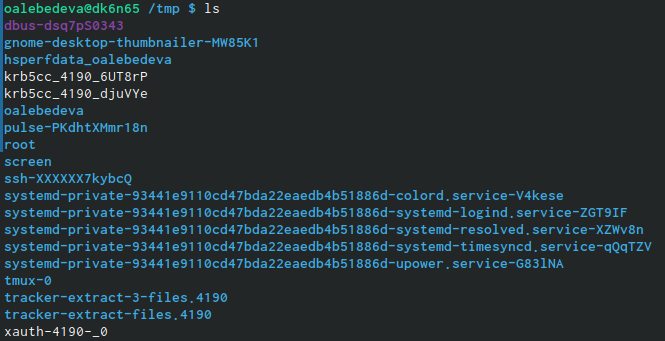 oalebedeva@dk6n65 /tmp $ ls
dbus-dsq7pS0343
gnome-desktop-thumbnailer-MW85K1
hsperfdata_oalebedeva
krb5cc_4190_6UT8rP
krb5cc_4190_djuVYe
oalebedeva
pulse-PKdhtXMmr18n
root
screen
ssh-XXXXXX7kybcQ
systemd-private-93441e9110cd47bda22eaedb4b51886d-colord.service-V4kese
systemd-private-93441e9110cd47bda22eaedb4b51886d-systemd-logind.service-ZGT9IF
systemd-private-93441e9110cd47bda22eaedb4b51886d-systemd-resolved.service-XZWv8n
systemd-private-93441e9110cd47bda22eaedb4b51886d-systemd-timesyncd.service-qQqTZV
systemd-private-93441e9110cd47bda22eaedb4b51886d-upower.service-G83lNA
tmux-0
tracker-extract-3-files.4190
tracker-extract-files.4190
xauth-4190-_0